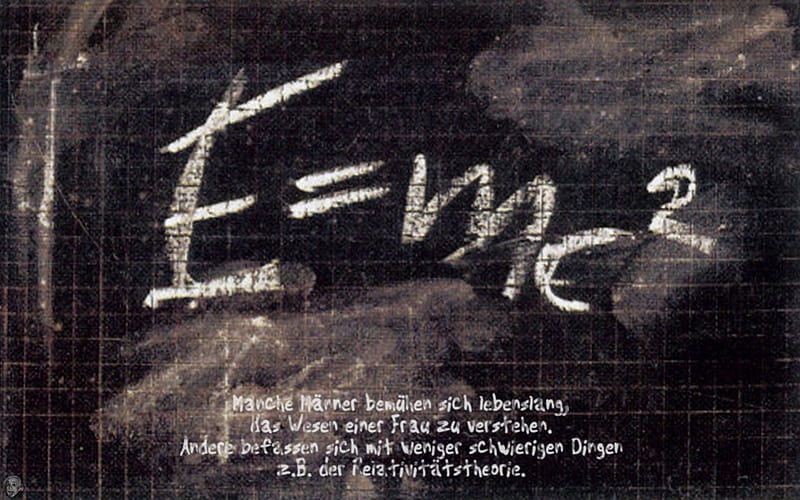 E=mc²
Manche Männer bemühen sich lebenslang,
das Wesen einer Frau zu verstehen.
Andere befassen sich mit weniger schwierigen Dingen
z.B. der Relativitätstheorie.